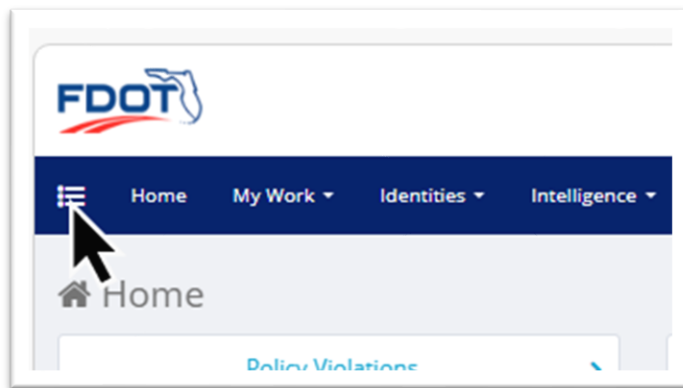 FDOT
Home My Work Identities Intelligence
Home
Policy Violations